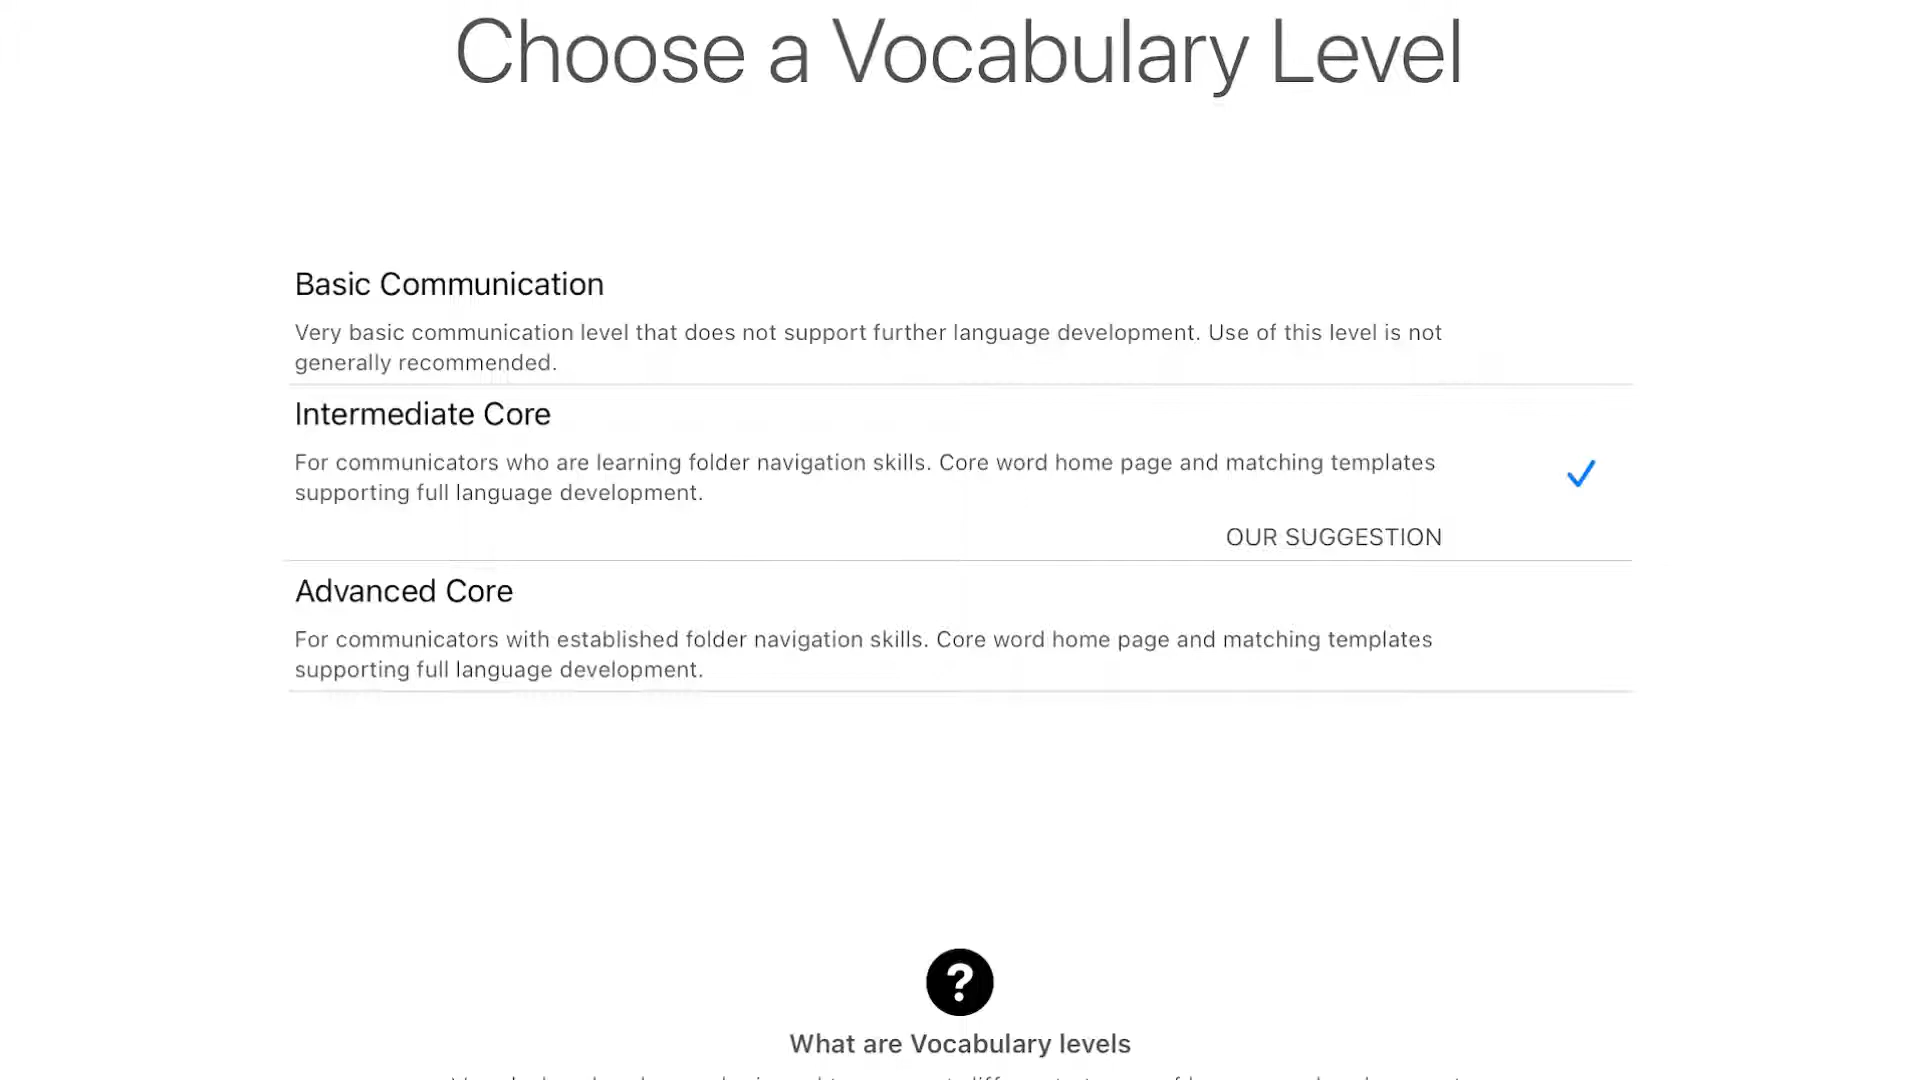 Choose a Vocabulary Level
Basic Communication
Very basic communication level that does not support further language development. Use of this level is not
generally recommended.
Intermediate Core
For communicators who are learning folder navigation skills. Core word home page and matching templates
supporting full language development.
OUR SUGGESTION
Advanced Core
For communicators with established folder navigation skills. Core word home page and matching templates
supporting full language development.
?
What are Vocabulary levels